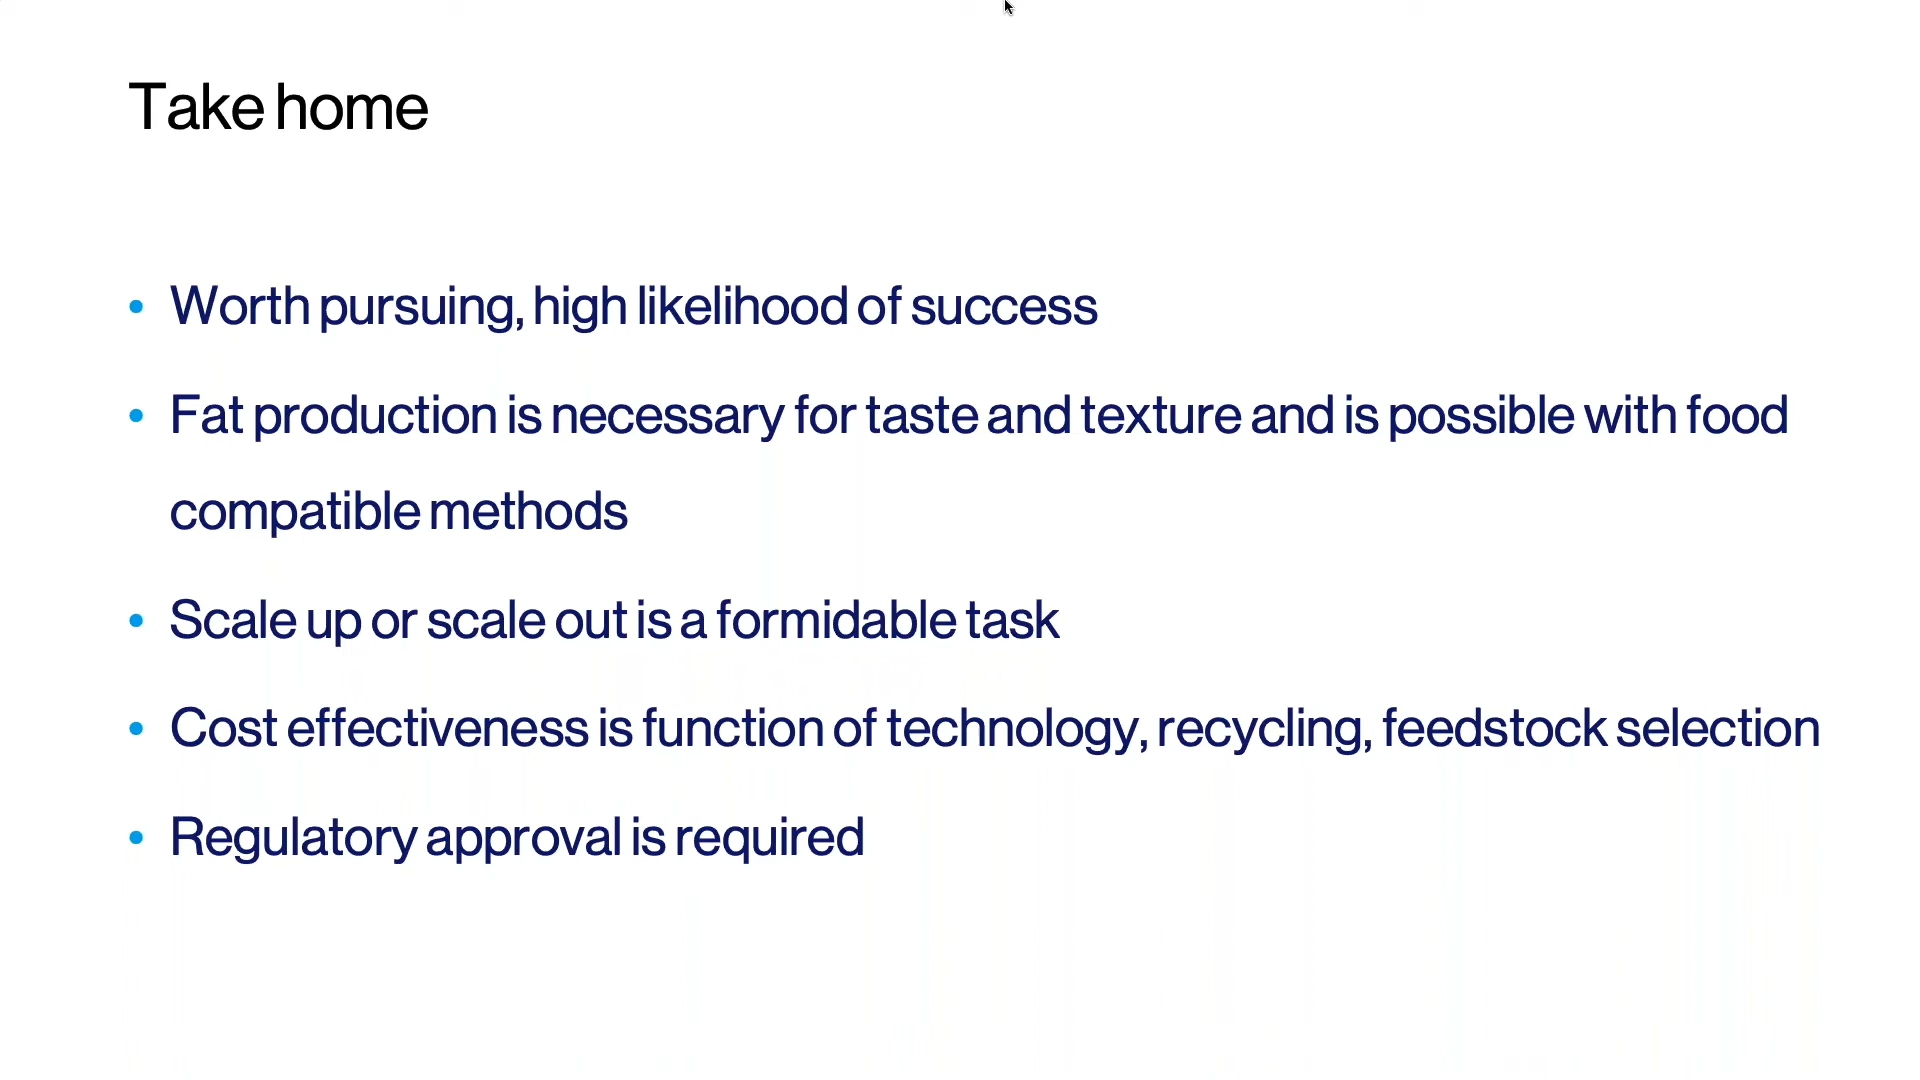 Take home
• Worth pursuing, high likelihood of success
• Fat production is necessary for taste and texture and is possible with food
compatible methods
• Scale up or scale out is a formidable task
• Cost effectiveness is function of technology, recycling, feedstock selection
• Regulatory approval is required